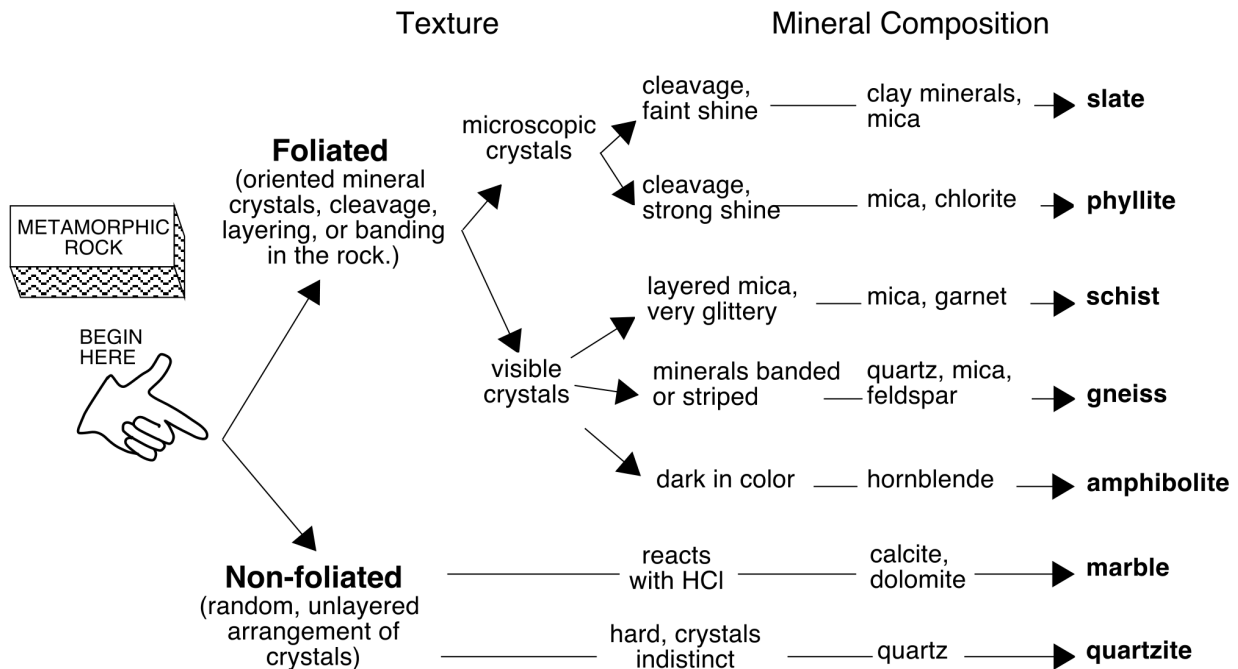 Texture
Mineral Composition
METAMORPHIC
ROCK
BEGIN
HERE
Foliated
(oriented mineral
crystals, cleavage,
layering, or banding
in the rock.)
microscopic
crystals
cleavage,
faint shine
clay minerals,
mica
slate
cleavage,
strong shine
mica, chlorite
phyllite
visible
crystals
layered mica,
very glittery
mica, garnet
schist
minerals banded
or striped
quartz, mica,
feldspar
gneiss
dark in color
hornblende
amphibolite
Non-foliated
(random, unlayered
arrangement of
crystals)
reacts
with HCl
calcite,
dolomite
marble
hard, crystals
indistinct
quartz
quartzite